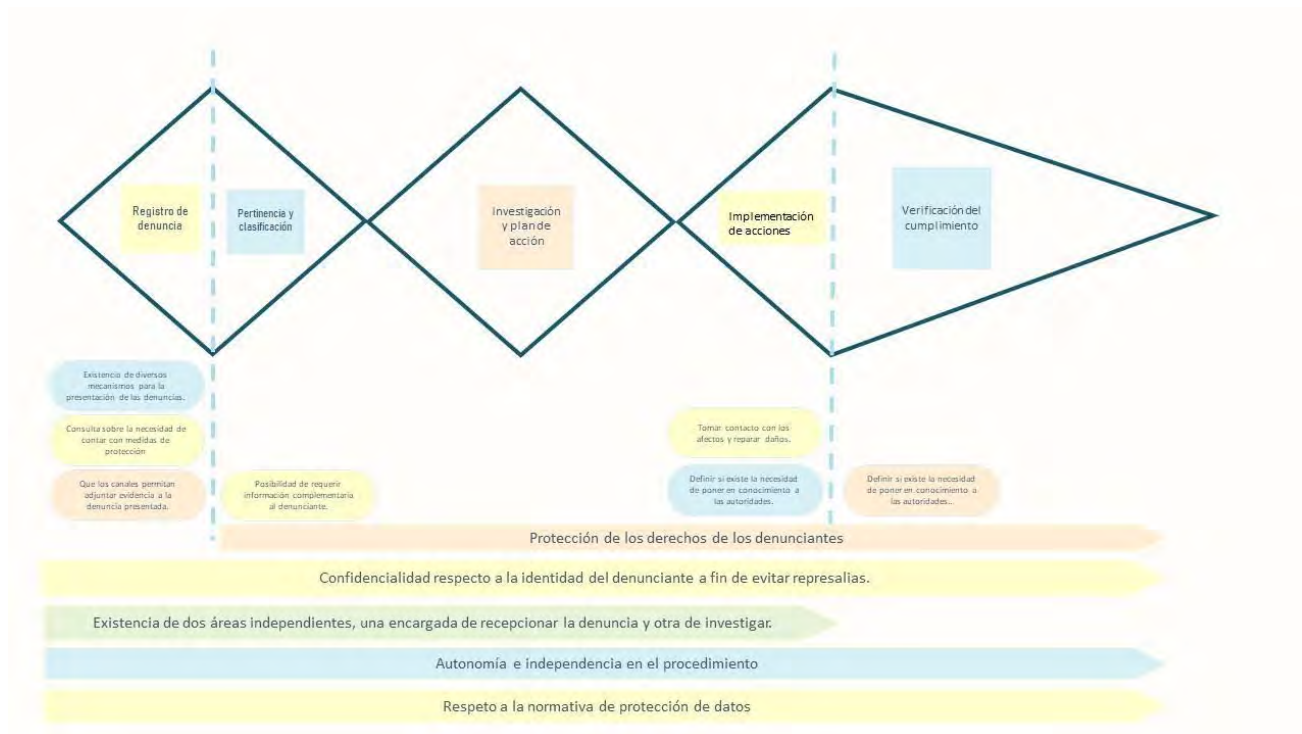 Registro de
denuncia
Pertinencia y
clasificación
Investigación
y plan de
acción
Implementación
de acciones
Verificación del
cumplimiento
Existencia de diversos
mecanismos para la
presentación de las denuncias.
Consulta sobre la necesidad de
contar con medidas de
protección
Que los canales permitan
adjuntar evidencia a la
denuncia presentada.
Posibilidad de requerir
información complementaria
al denunciante.
Tomar contacto con los
afectos y reparar daños.
Definir si existe la necesidad
de poner en conocimiento a
las autoridades.
Definir si existe la necesidad
de poner en conocimiento a
las autoridades..
Protección de los derechos de los denunciantes
Confidencialidad respecto a la identidad del denunciante a fin de evitar represalias.
Existencia de dos áreas independientes, una encargada de recepcionar la denuncia y otra de investigar.
Autonomía e independencia en el procedimiento
Respeto a la normativa de protección de datos